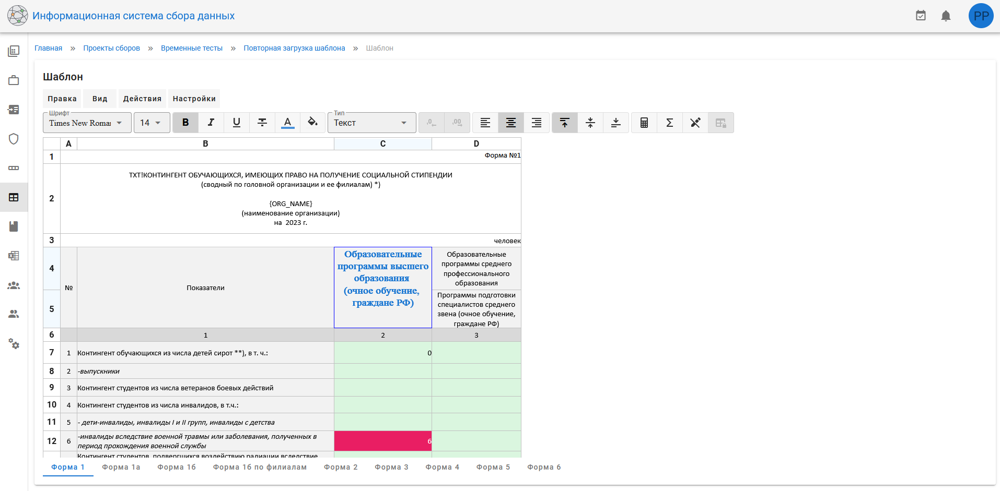 Информационная система сбора данных
PP
Главная » Проекты сборов » Временные тесты » Повторная загрузка шаблона » Шаблон
Шаблон
Правка Вид Действия Настройки
Шрифт Тип
Times New Roma 14 B I U A Текст ,0 ,00 Σ
A B C D
1 Форма №1
2
ТХТ!КОНТИНГЕНТ ОБУЧАЮЩИХСЯ, ИМЕЮЩИХ ПРАВО НА ПОЛУЧЕНИЕ СОЦИАЛЬНОЙ СТИПЕНДИИ
(сводный по головной организации и ее филиалам) *)
{ORG_NAME}
(наименование организации)
на 2023 г.
3 человек
4
5
№
Показатели
Образовательные
программы высшего
образования
(очное обучение,
граждане РФ)
Образовательные
программы среднего
профессионального
образования
Программы подготовки
специалистов среднего
звена (очное обучение,
граждане РФ)
6 1 2 3
7 1 Контингент обучающихся из числа детей сирот **), в т. ч.: 0
8 2 -выпускники
9 3 Контингент студентов из числа ветеранов боевых действий
10 4 Контингент студентов из числа инвалидов, в т.ч.:
11 5 - дети-инвалиды, инвалиды I и II групп, инвалиды с детства
12 6 -инвалиды вследствие военной травмы или заболевания, полученных в 6
период прохождения военной службы
Контингент студентов, подвергшихся воздействию радиации вследствие
Форма 1 Форма 1а Форма 1б Форма 1б по филиалам Форма 2 Форма 3 Форма 4 Форма 5 Форма 6